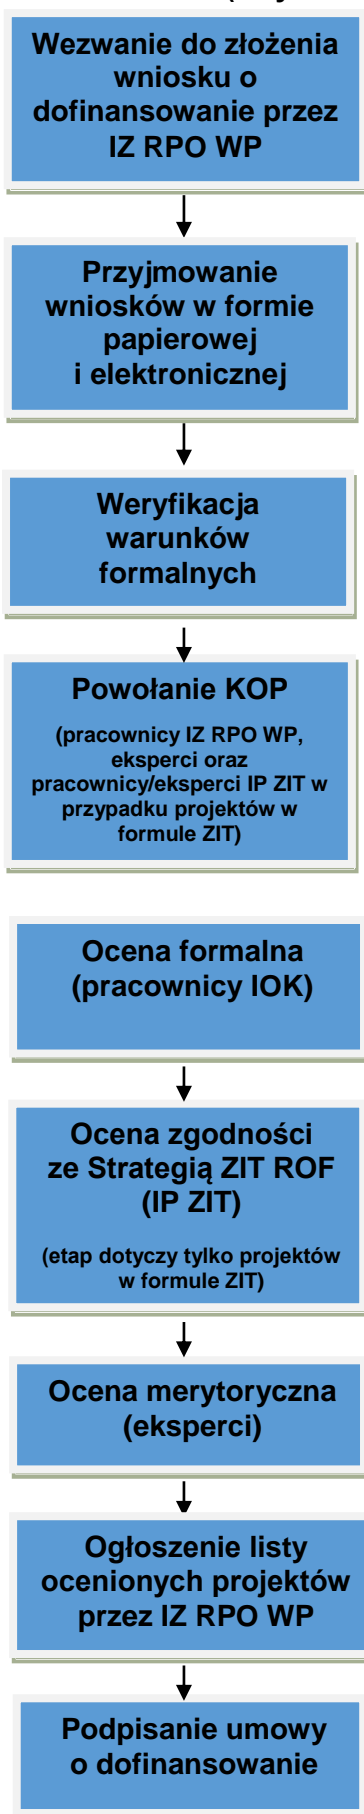 Wezwanie do złożenia
wniosku o
dofinansowanie przez
IZ RPO WP
Przyjmowanie
wniosków w formie
papierowej
i elektronicznej
Weryfikacja
warunków
formalnych
Powołanie KOP
(pracownicy IZ RPO WP,
eksperci oraz
pracownicy/eksperci IP ZIT w
przypadku projektów w
formule ZIT)
Ocena formalna
(pracownicy IOK)
Ocena zgodności
ze Strategią ZIT ROF
(IP ZIT)
(etap dotyczy tylko projektów
w formule ZIT)
Ocena merytoryczna
(eksperci)
Ogłoszenie listy
ocenionych projektów
przez IZ RPO WP
Podpisanie umowy
o dofinansowanie